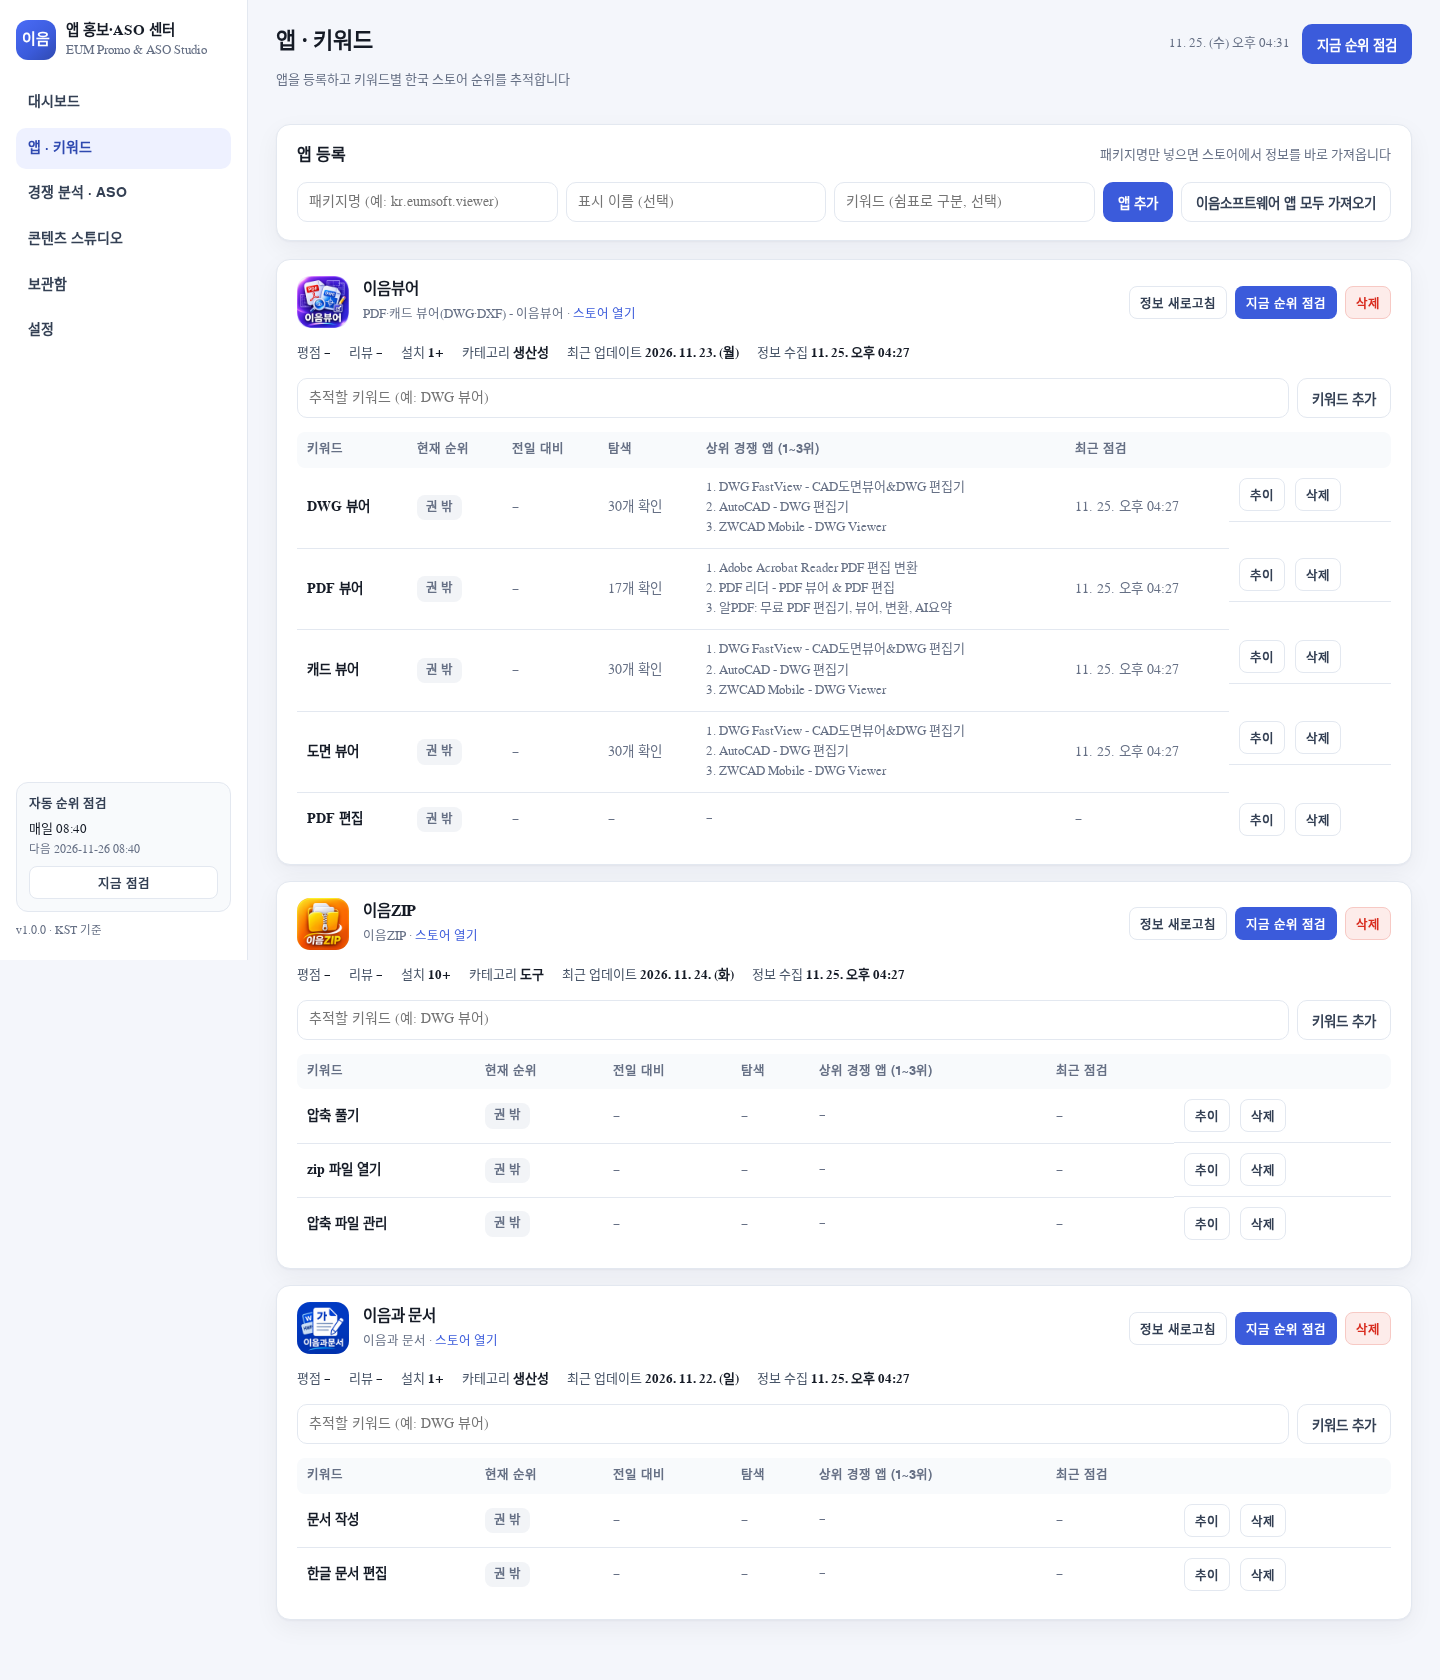 이음
앱 홍보·ASO 센터
EUM Promo & ASO Studio
대시보드
앱 · 키워드
경쟁 분석 · ASO
콘텐츠 스튜디오
보관함
설정
자동 순위 점검
매일 08:40
다음 2026-11-26 08:40
지금 점검
v1.0.0 · KST 기준
앱 · 키워드
앱을 등록하고 키워드별 한국 스토어 순위를 추적합니다
11. 25. (수) 오후 04:31
지금 순위 점검
앱 등록
패키지명만 넣으면 스토어에서 정보를 바로 가져옵니다
패키지명 (예: kr.eumsoft.viewer)
표시 이름 (선택)
키워드 (쉼표로 구분, 선택)
앱 추가
이음소프트웨어 앱 모두 가져오기
이음뷰어
이음뷰어
PDF·캐드 뷰어(DWG·DXF) - 이음뷰어 · 스토어 열기
정보 새로고침
지금 순위 점검
삭제
평점 – 리뷰 – 설치 1+ 카테고리 생산성 최근 업데이트 2026. 11. 23. (월) 정보 수집 11. 25. 오후 04:27
추적할 키워드 (예: DWG 뷰어)
키워드 추가
키워드 현재 순위 전일 대비 탐색 상위 경쟁 앱 (1~3위) 최근 점검
DWG 뷰어 권 밖 – 30개 확인
1. DWG FastView - CAD도면뷰어&DWG 편집기
2. AutoCAD - DWG 편집기
3. ZWCAD Mobile - DWG Viewer
11. 25. 오후 04:27 추이 삭제
PDF 뷰어 권 밖 – 17개 확인
1. Adobe Acrobat Reader PDF 편집 변환
2. PDF 리더 - PDF 뷰어 & PDF 편집
3. 알PDF: 무료 PDF 편집기, 뷰어, 변환, AI요약
11. 25. 오후 04:27 추이 삭제
캐드 뷰어 권 밖 – 30개 확인
1. DWG FastView - CAD도면뷰어&DWG 편집기
2. AutoCAD - DWG 편집기
3. ZWCAD Mobile - DWG Viewer
11. 25. 오후 04:27 추이 삭제
도면 뷰어 권 밖 – 30개 확인
1. DWG FastView - CAD도면뷰어&DWG 편집기
2. AutoCAD - DWG 편집기
3. ZWCAD Mobile - DWG Viewer
11. 25. 오후 04:27 추이 삭제
PDF 편집 권 밖 – – – – 추이 삭제
이음ZIP
이음ZIP
이음ZIP · 스토어 열기
정보 새로고침
지금 순위 점검
삭제
평점 – 리뷰 – 설치 10+ 카테고리 도구 최근 업데이트 2026. 11. 24. (화) 정보 수집 11. 25. 오후 04:27
추적할 키워드 (예: DWG 뷰어)
키워드 추가
키워드 현재 순위 전일 대비 탐색 상위 경쟁 앱 (1~3위) 최근 점검
압축 풀기 권 밖 – – – – 추이 삭제
zip 파일 열기 권 밖 – – – – 추이 삭제
압축 파일 관리 권 밖 – – – – 추이 삭제
이음과문서
이음과 문서
이음과 문서 · 스토어 열기
정보 새로고침
지금 순위 점검
삭제
평점 – 리뷰 – 설치 1+ 카테고리 생산성 최근 업데이트 2026. 11. 22. (일) 정보 수집 11. 25. 오후 04:27
추적할 키워드 (예: DWG 뷰어)
키워드 추가
키워드 현재 순위 전일 대비 탐색 상위 경쟁 앱 (1~3위) 최근 점검
문서 작성 권 밖 – – – – 추이 삭제
한글 문서 편집 권 밖 – – – – 추이 삭제